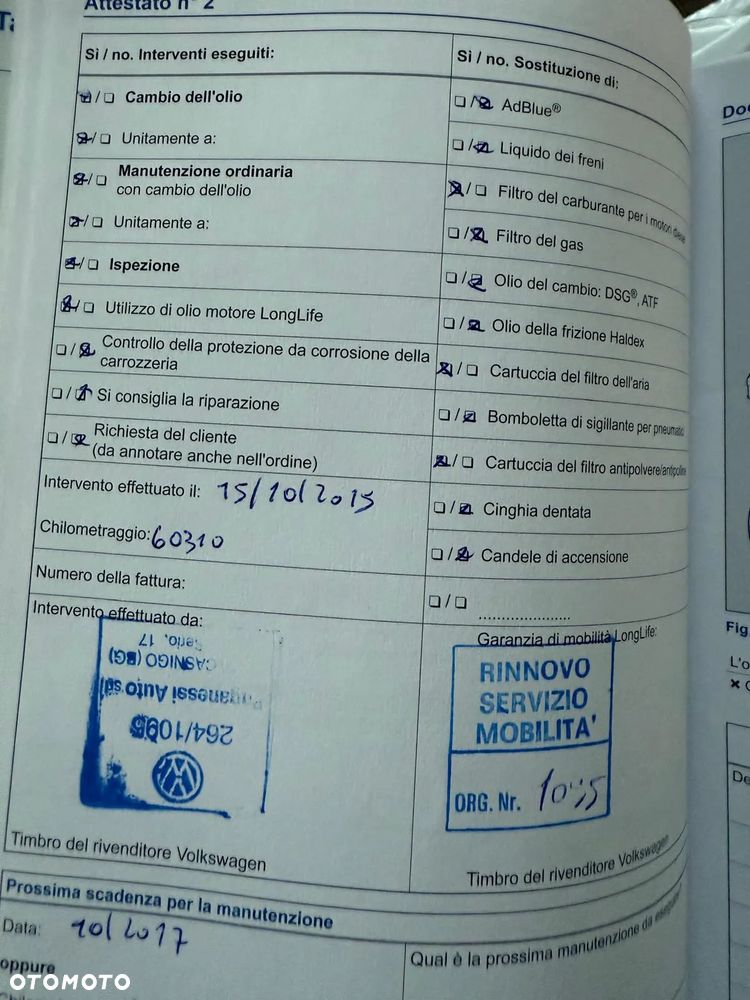 Attestato n° 2
Sì / no. Interventi eseguiti:
/ Cambio dell'olio
/ Unitamente a:
/ Manutenzione ordinaria
con cambio dell'olio
/ Unitamente a:
/ Ispezione
/ Utilizzo di olio motore LongLife
/ Controllo della protezione da corrosione della
carrozzeria
/ Si consiglia la riparazione
/ Richiesta del cliente
(da annotare anche nell'ordine)
Intervento effettuato il: 15/10/2015
Chilometraggio: 60310
Numero della fattura:
Intervento effettuato da:
264/1095
Auto
CASNIGO (BG)
Serio, 17
Timbro del rivenditore Volkswagen
Sì / no. Sostituzione di:
/ AdBlue®
/ Liquido dei freni
/ Filtro del carburante per i motori diesel
/ Filtro del gas
/ Olio del cambio: DSG®, ATF
/ Olio della frizione Haldex
/ Cartuccia del filtro dell'aria
/ Bomboletta di sigillante per pneumatici
/ Cartuccia del filtro antipolvere/antipolline
/ Cinghia dentata
/ Candele di accensione
/ ......................
Garanzia di mobilità LongLife:
RINNOVO
SERVIZIO
MOBILITA'
ORG. Nr. 1095
Timbro del rivenditore Volkswagen
Prossima scadenza per la manutenzione
Data: 10/2017
oppure
Qual è la prossima manutenzione da eseguire?
Fig
L'o
De
OTOMOTO